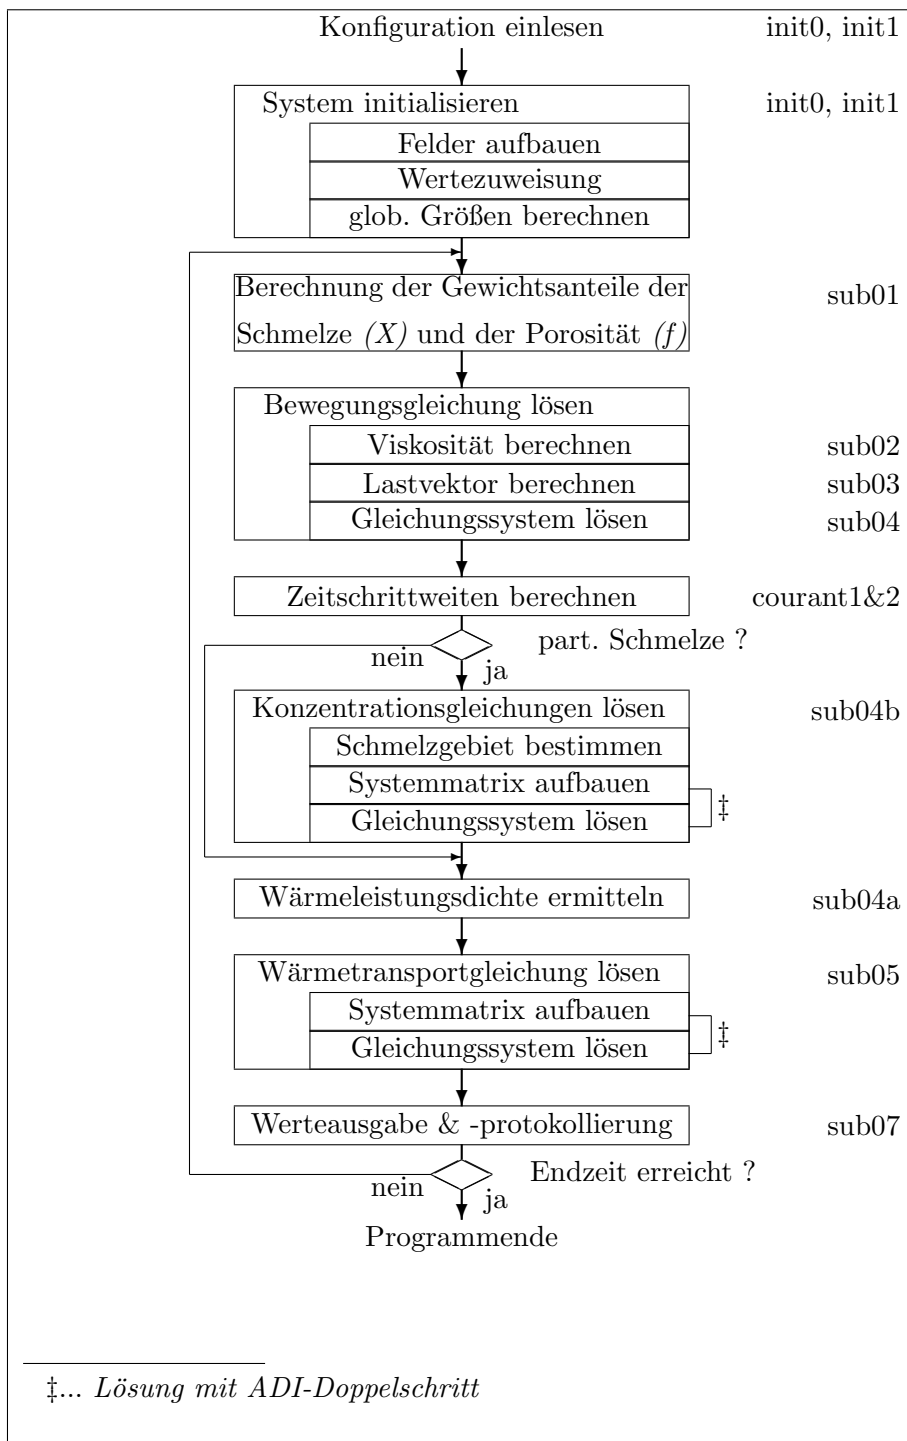 Konfiguration einlesen init0, init1
System initialisieren init0, init1
Felder aufbauen
Wertezuweisung
glob. Größen berechnen
Berechnung der Gewichtsanteile der sub01
Schmelze (X) und der Porosität (f)
Bewegungsgleichung lösen
Viskosität berechnen sub02
Lastvektor berechnen sub03
Gleichungssystem lösen sub04
Zeitschrittweiten berechnen courant1&2
part. Schmelze ?
nein ja
Konzentrationsgleichungen lösen sub04b
Schmelzgebiet bestimmen
Systemmatrix aufbauen
‡
Gleichungssystem lösen
Wärmeleistungsdichte ermitteln sub04a
Wärmetransportgleichung lösen sub05
Systemmatrix aufbauen
‡
Gleichungssystem lösen
Werteausgabe & -protokollierung sub07
Endzeit erreicht ?
nein ja
Programmende
‡... Lösung mit ADI-Doppelschritt